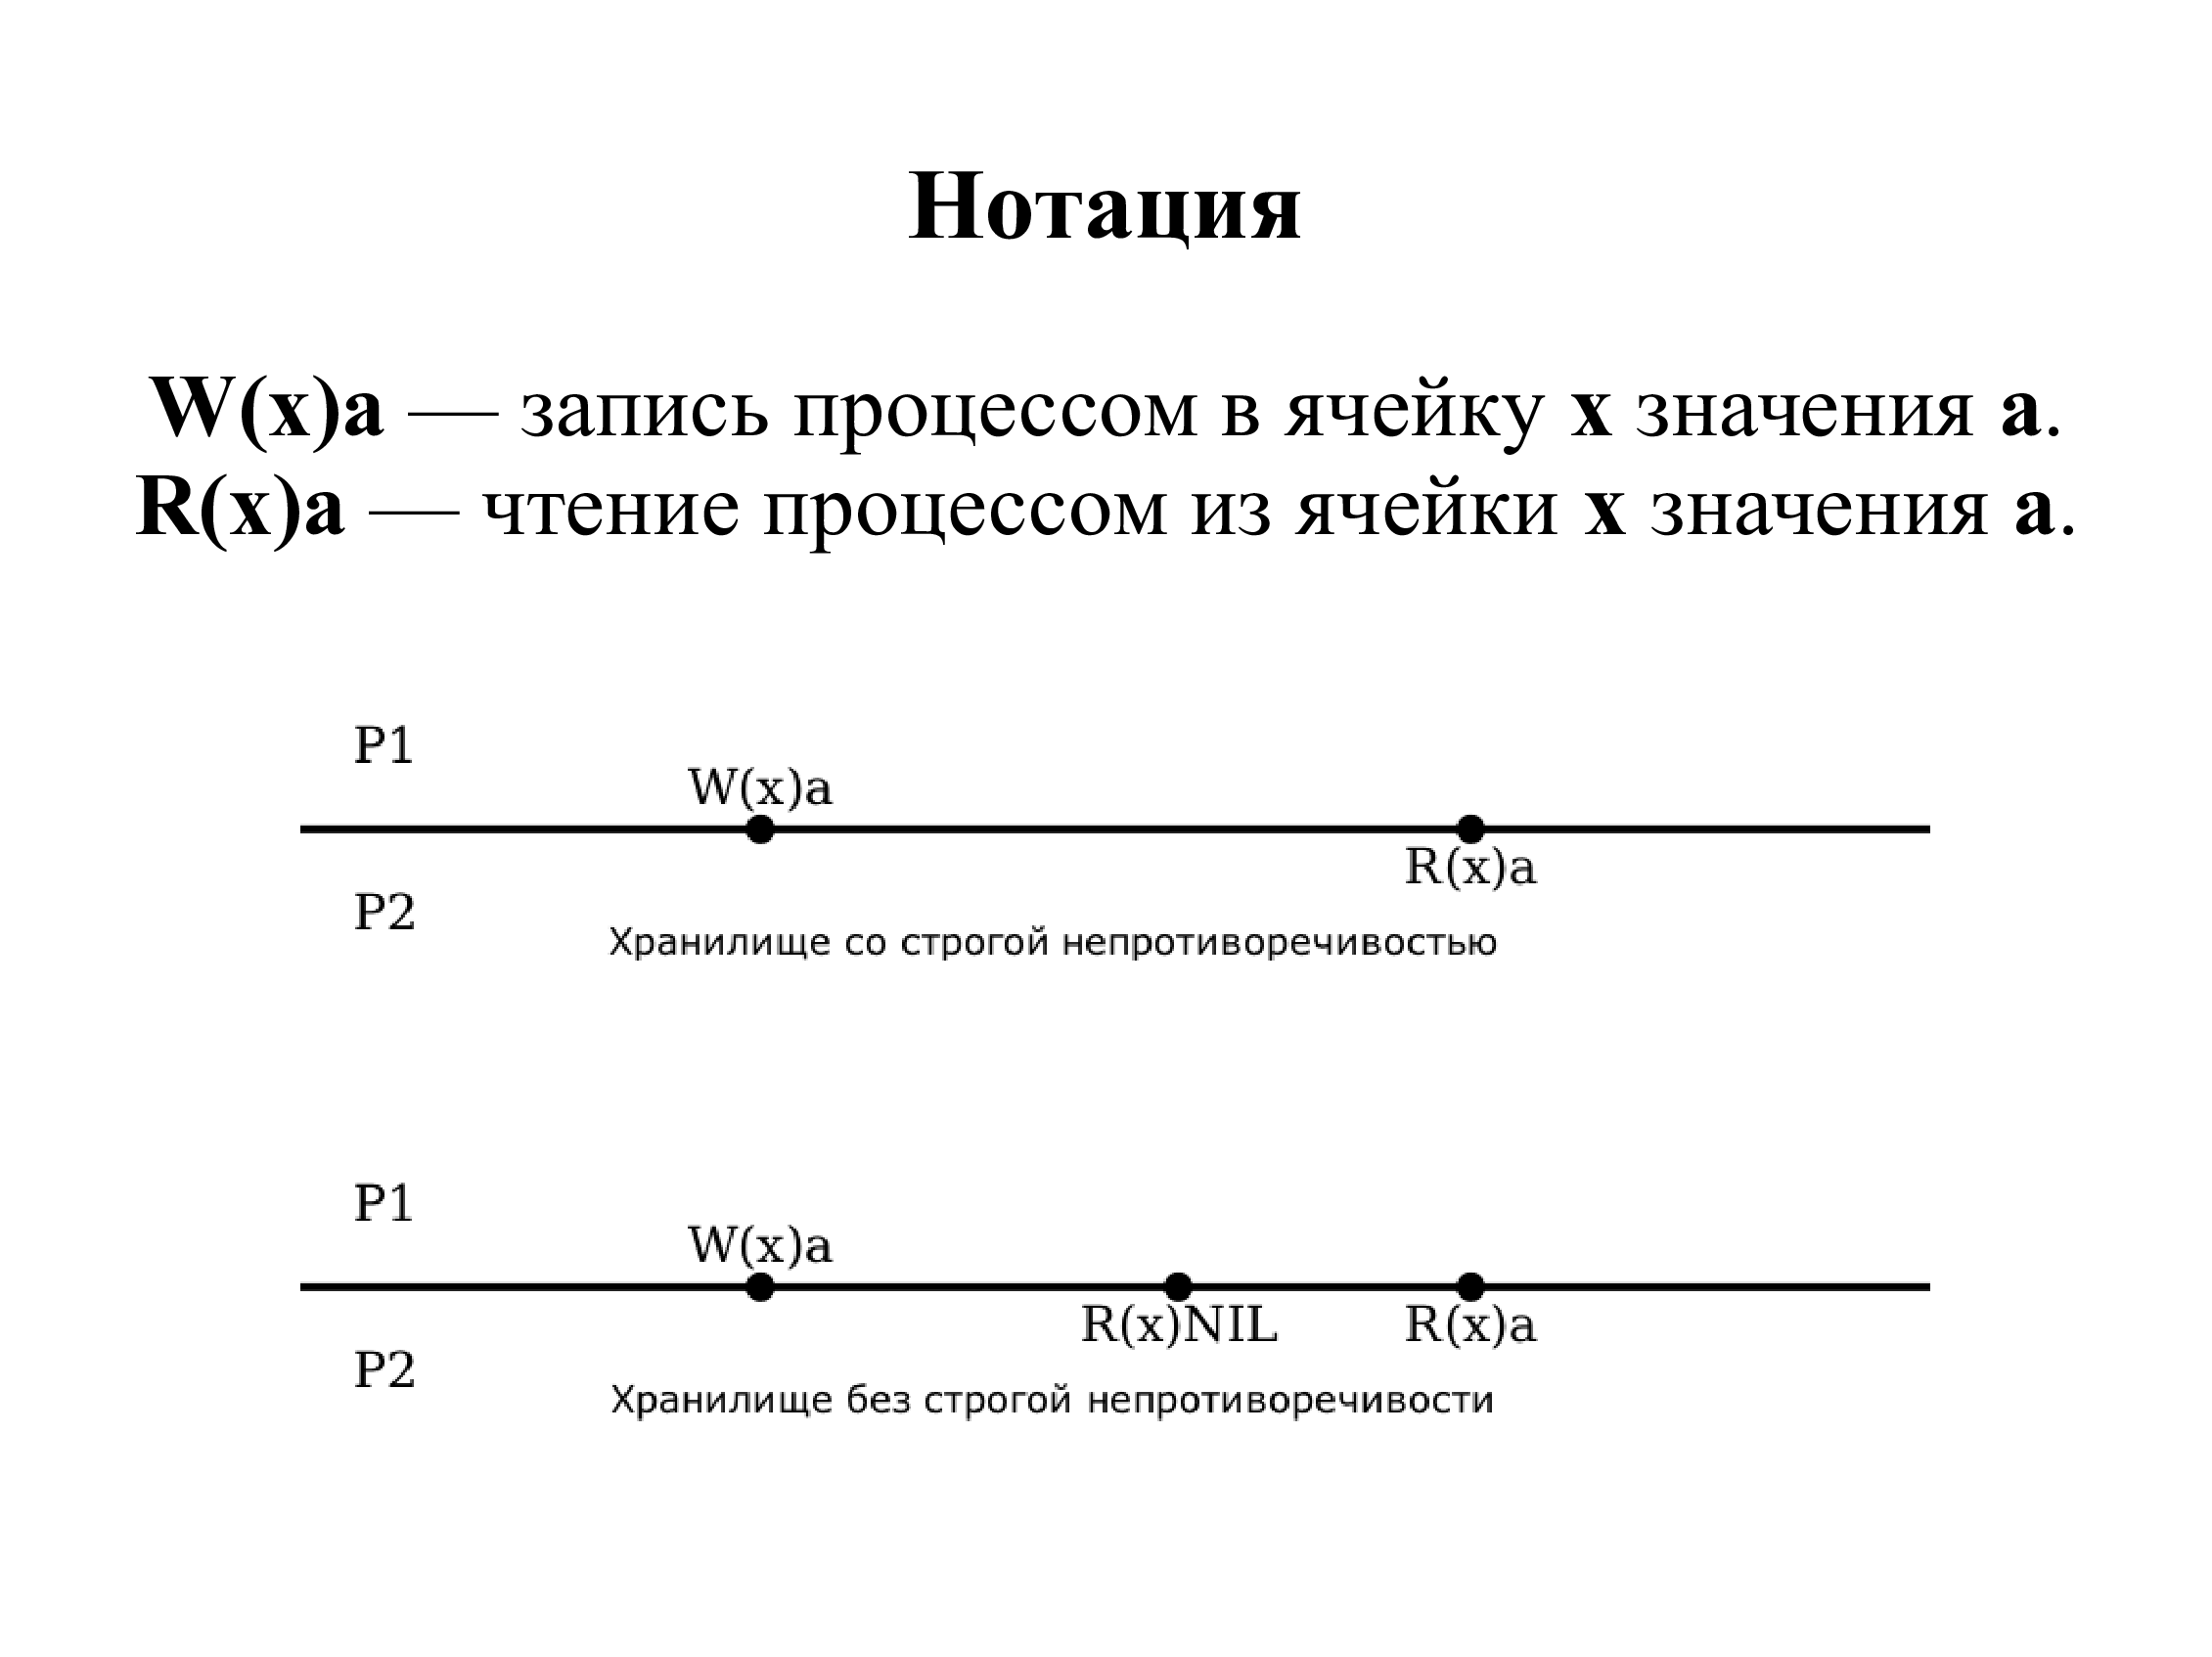 Нотация
W(x)a — запись процессом в ячейку x значения a.
R(x)a — чтение процессом из ячейки x значения a.
P1
W(x)a
R(x)a
P2
Хранилище со строгой непротиворечивостью
P1
W(x)a
R(x)NIL R(x)a
P2
Хранилище без строгой непротиворечивости